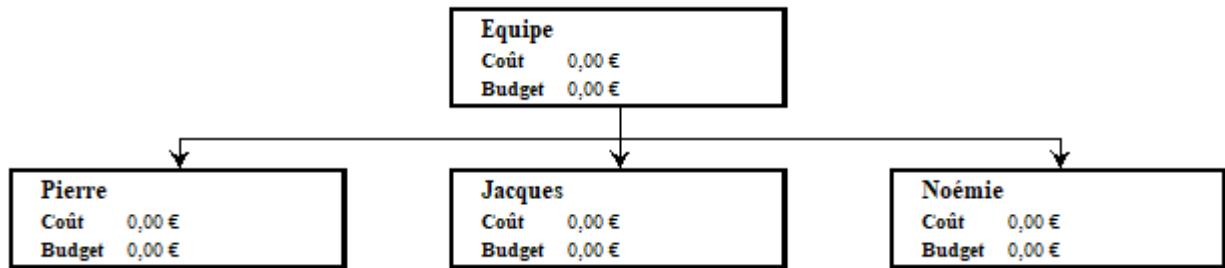 Equipe
Coût 0,00 €
Budget 0,00 €
Pierre
Coût 0,00 €
Budget 0,00 €
Jacques
Coût 0,00 €
Budget 0,00 €
Noémie
Coût 0,00 €
Budget 0,00 €